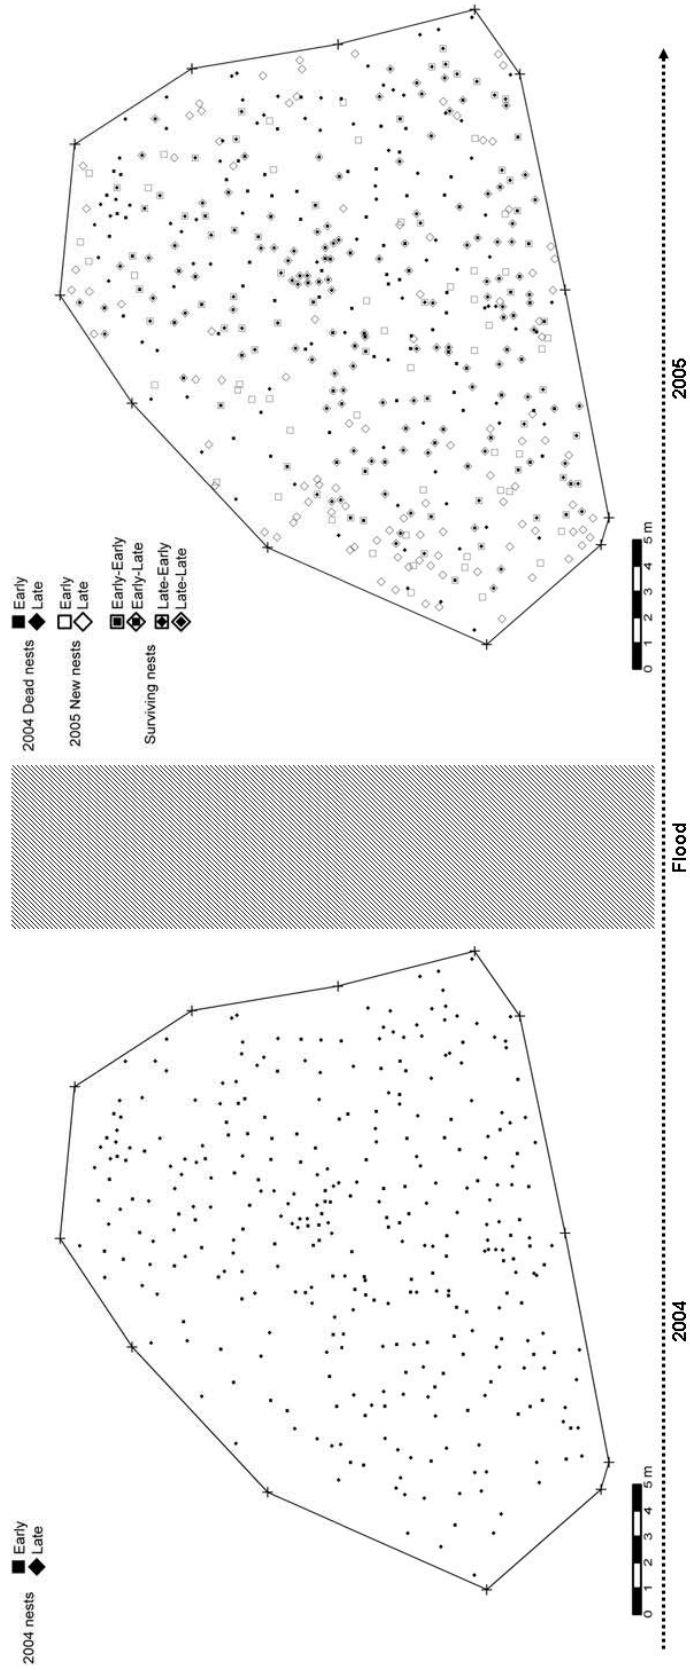 2004 nests
Early
Late
0 1 2 3 4 5 m
2004
Flood
2004 Dead nests
Early
Late
2005 New nests
Early
Late
Surviving nests
Early-Early
Early-Late
Late-Early
Late-Late
0 1 2 3 4 5 m
2005